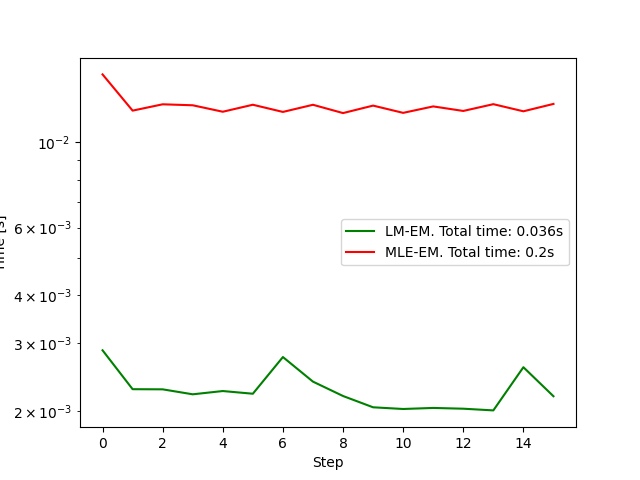 10⁻²
6 × 10⁻³
4 × 10⁻³
3 × 10⁻³
2 × 10⁻³
Time [s]
LM-EM. Total time: 0.036s
MLE-EM. Total time: 0.2s
0 2 4 6 8 10 12 14
Step